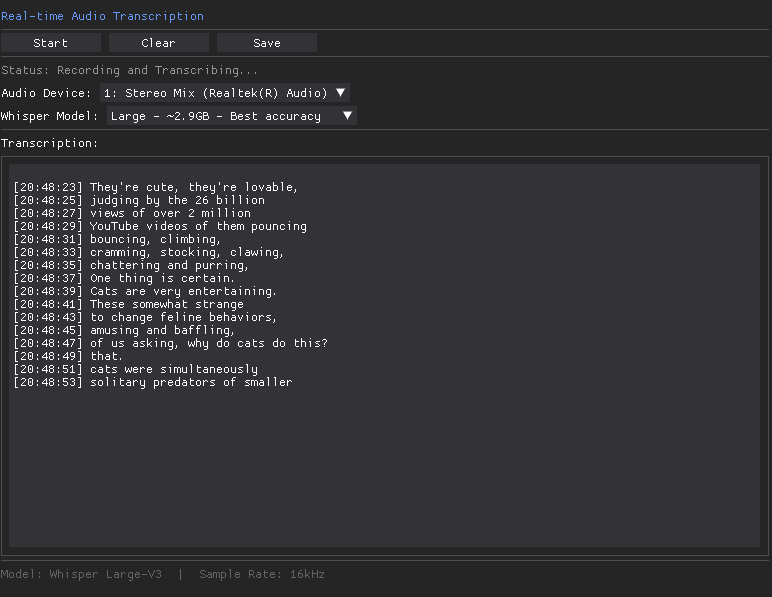 Real-time Audio Transcription
Start Clear Save
Status: Recording and Transcribing...
Audio Device: 1: Stereo Mix (Realtek(R) Audio) ▼
Whisper Model: Large - ~2.9GB - Best accuracy ▼
Transcription:
[20:48:23] They're cute, they're lovable,
[20:48:25] judging by the 26 billion
[20:48:27] views of over 2 million
[20:48:29] YouTube videos of them pouncing
[20:48:31] bouncing, climbing,
[20:48:33] cramming, stocking, clawing,
[20:48:35] chattering and purring,
[20:48:37] One thing is certain.
[20:48:39] Cats are very entertaining.
[20:48:41] These somewhat strange
[20:48:43] to change feline behaviors,
[20:48:45] amusing and baffling,
[20:48:47] of us asking, why do cats do this?
[20:48:49] that.
[20:48:51] cats were simultaneously
[20:48:53] solitary predators of smaller
Model: Whisper Large-V3 | Sample Rate: 16kHz